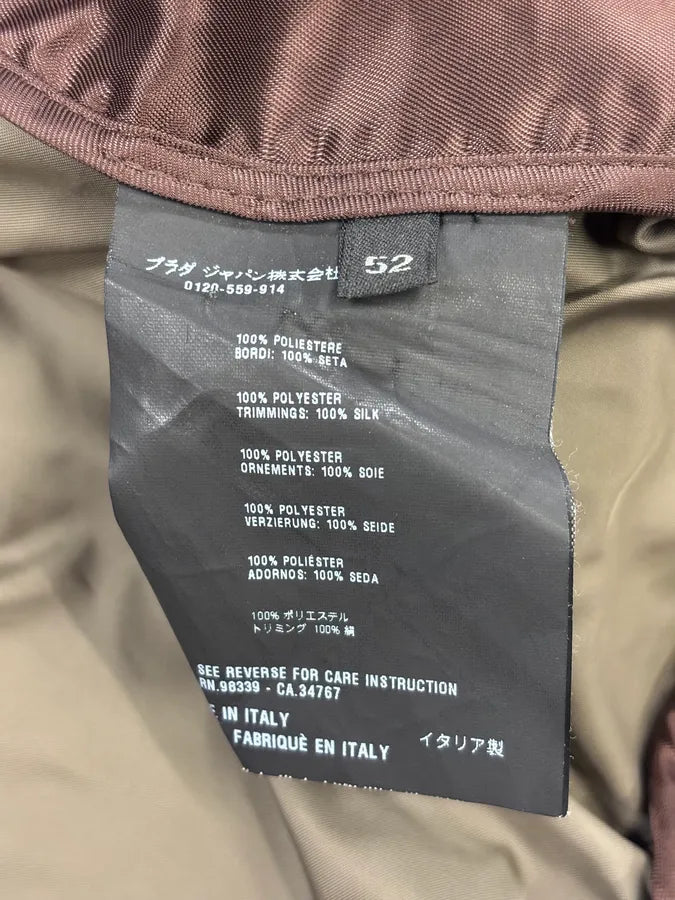 プラダ ジャパン株式会社
52
0120-559-914
100% POLIESTERE
BORDI: 100% SETA
100% POLYESTER
TRIMMINGS: 100% SILK
100% POLYESTER
ORNEMENTS: 100% SOIE
100% POLYESTER
VERZIERUNG: 100% SEIDE
100% POLIÉSTER
ADORNOS: 100% SEDA
100% ポリエステル
トリミング 100% 絹
SEE REVERSE FOR CARE INSTRUCTION
RN.98339 - CA.34767
E IN ITALY
FABRIQUÈ EN ITALY
イタリア製